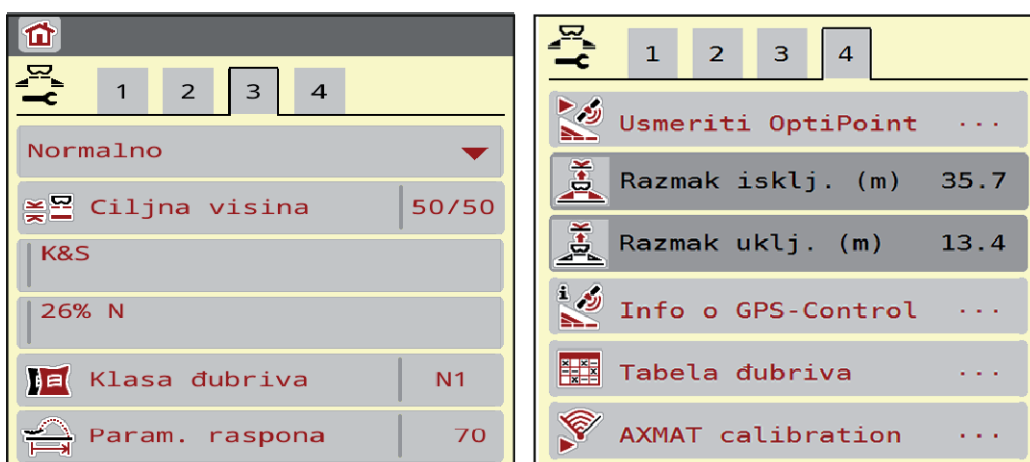 1 2 3 4
Normalno
Ciljna visina 50/50
K&S
26% N
Klasa đubriva N1
Param. raspona 70
1 2 3 4
Usmeriti OptiPoint ...
Razmak isklj. (m) 35.7
Razmak uklj. (m) 13.4
i
Info o GPS-Control ...
Tabela đubriva ...
AXMAT calibration ...